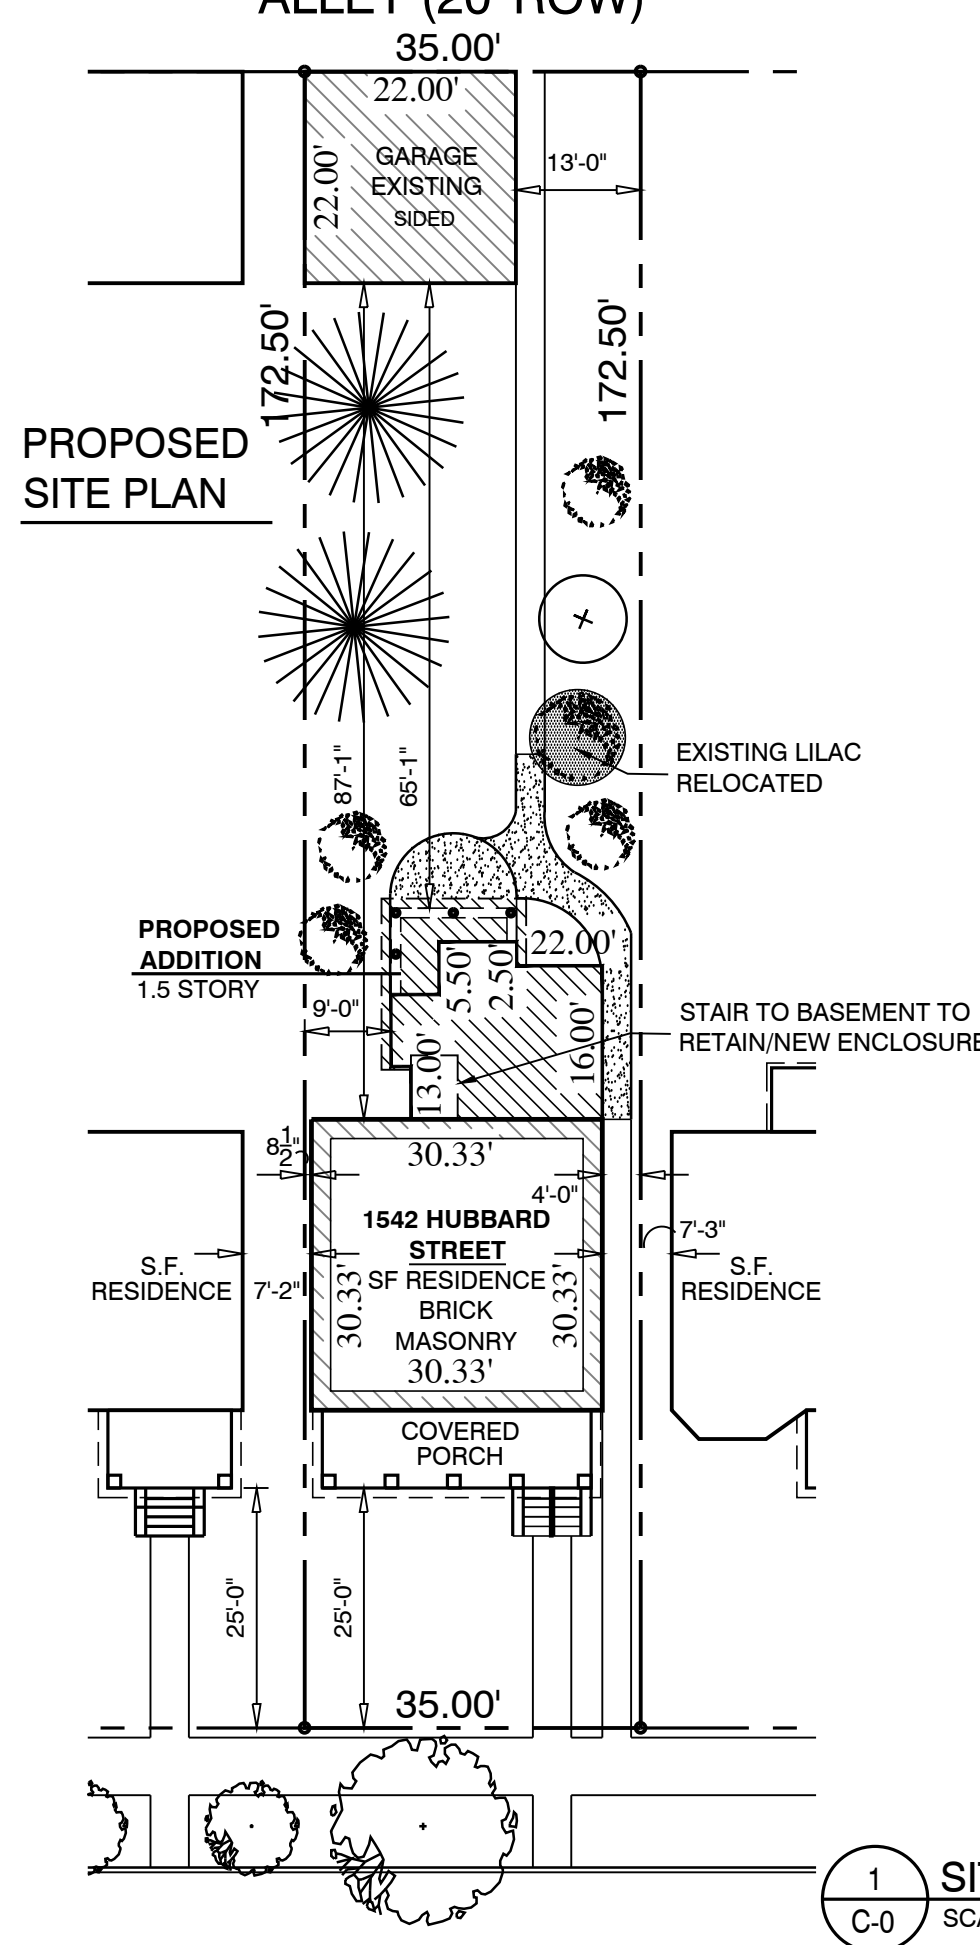 ALLEY (20' ROW)
35.00'
22.00'
22.00'
GARAGE
EXISTING
SIDED
13'-0"
172.50'
172.50'
PROPOSED
SITE PLAN
87'-1"
65'-1"
EXISTING LILAC
RELOCATED
PROPOSED
ADDITION
1.5 STORY
22.00'
5.50'
2.50'
9'-0"
13.00'
16.00'
STAIR TO BASEMENT TO
RETAIN/NEW ENCLOSURE
8 1/2"
30.33'
4'-0"
1542 HUBBARD
STREET
SF RESIDENCE
BRICK
MASONRY
30.33'
30.33'
30.33'
7'-3"
S.F.
RESIDENCE
7'-2"
S.F.
RESIDENCE
COVERED
PORCH
25'-0"
25'-0"
35.00'
1
C-0